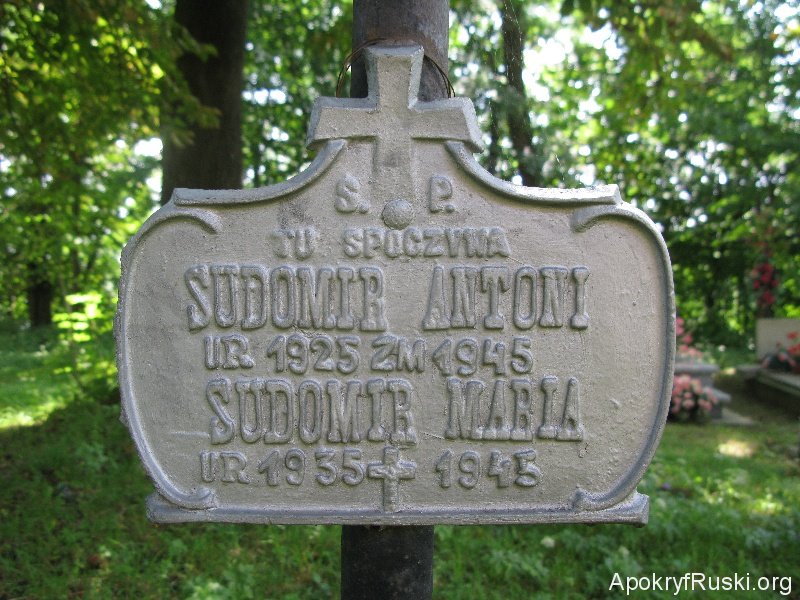 Ś. P.
TU SPOCZYWA
SUDOMIR ANTONI
UR. 1925 ZM 1945
SUDOMIR MARIA
UR 1935 1945
ApokryfRuski.org